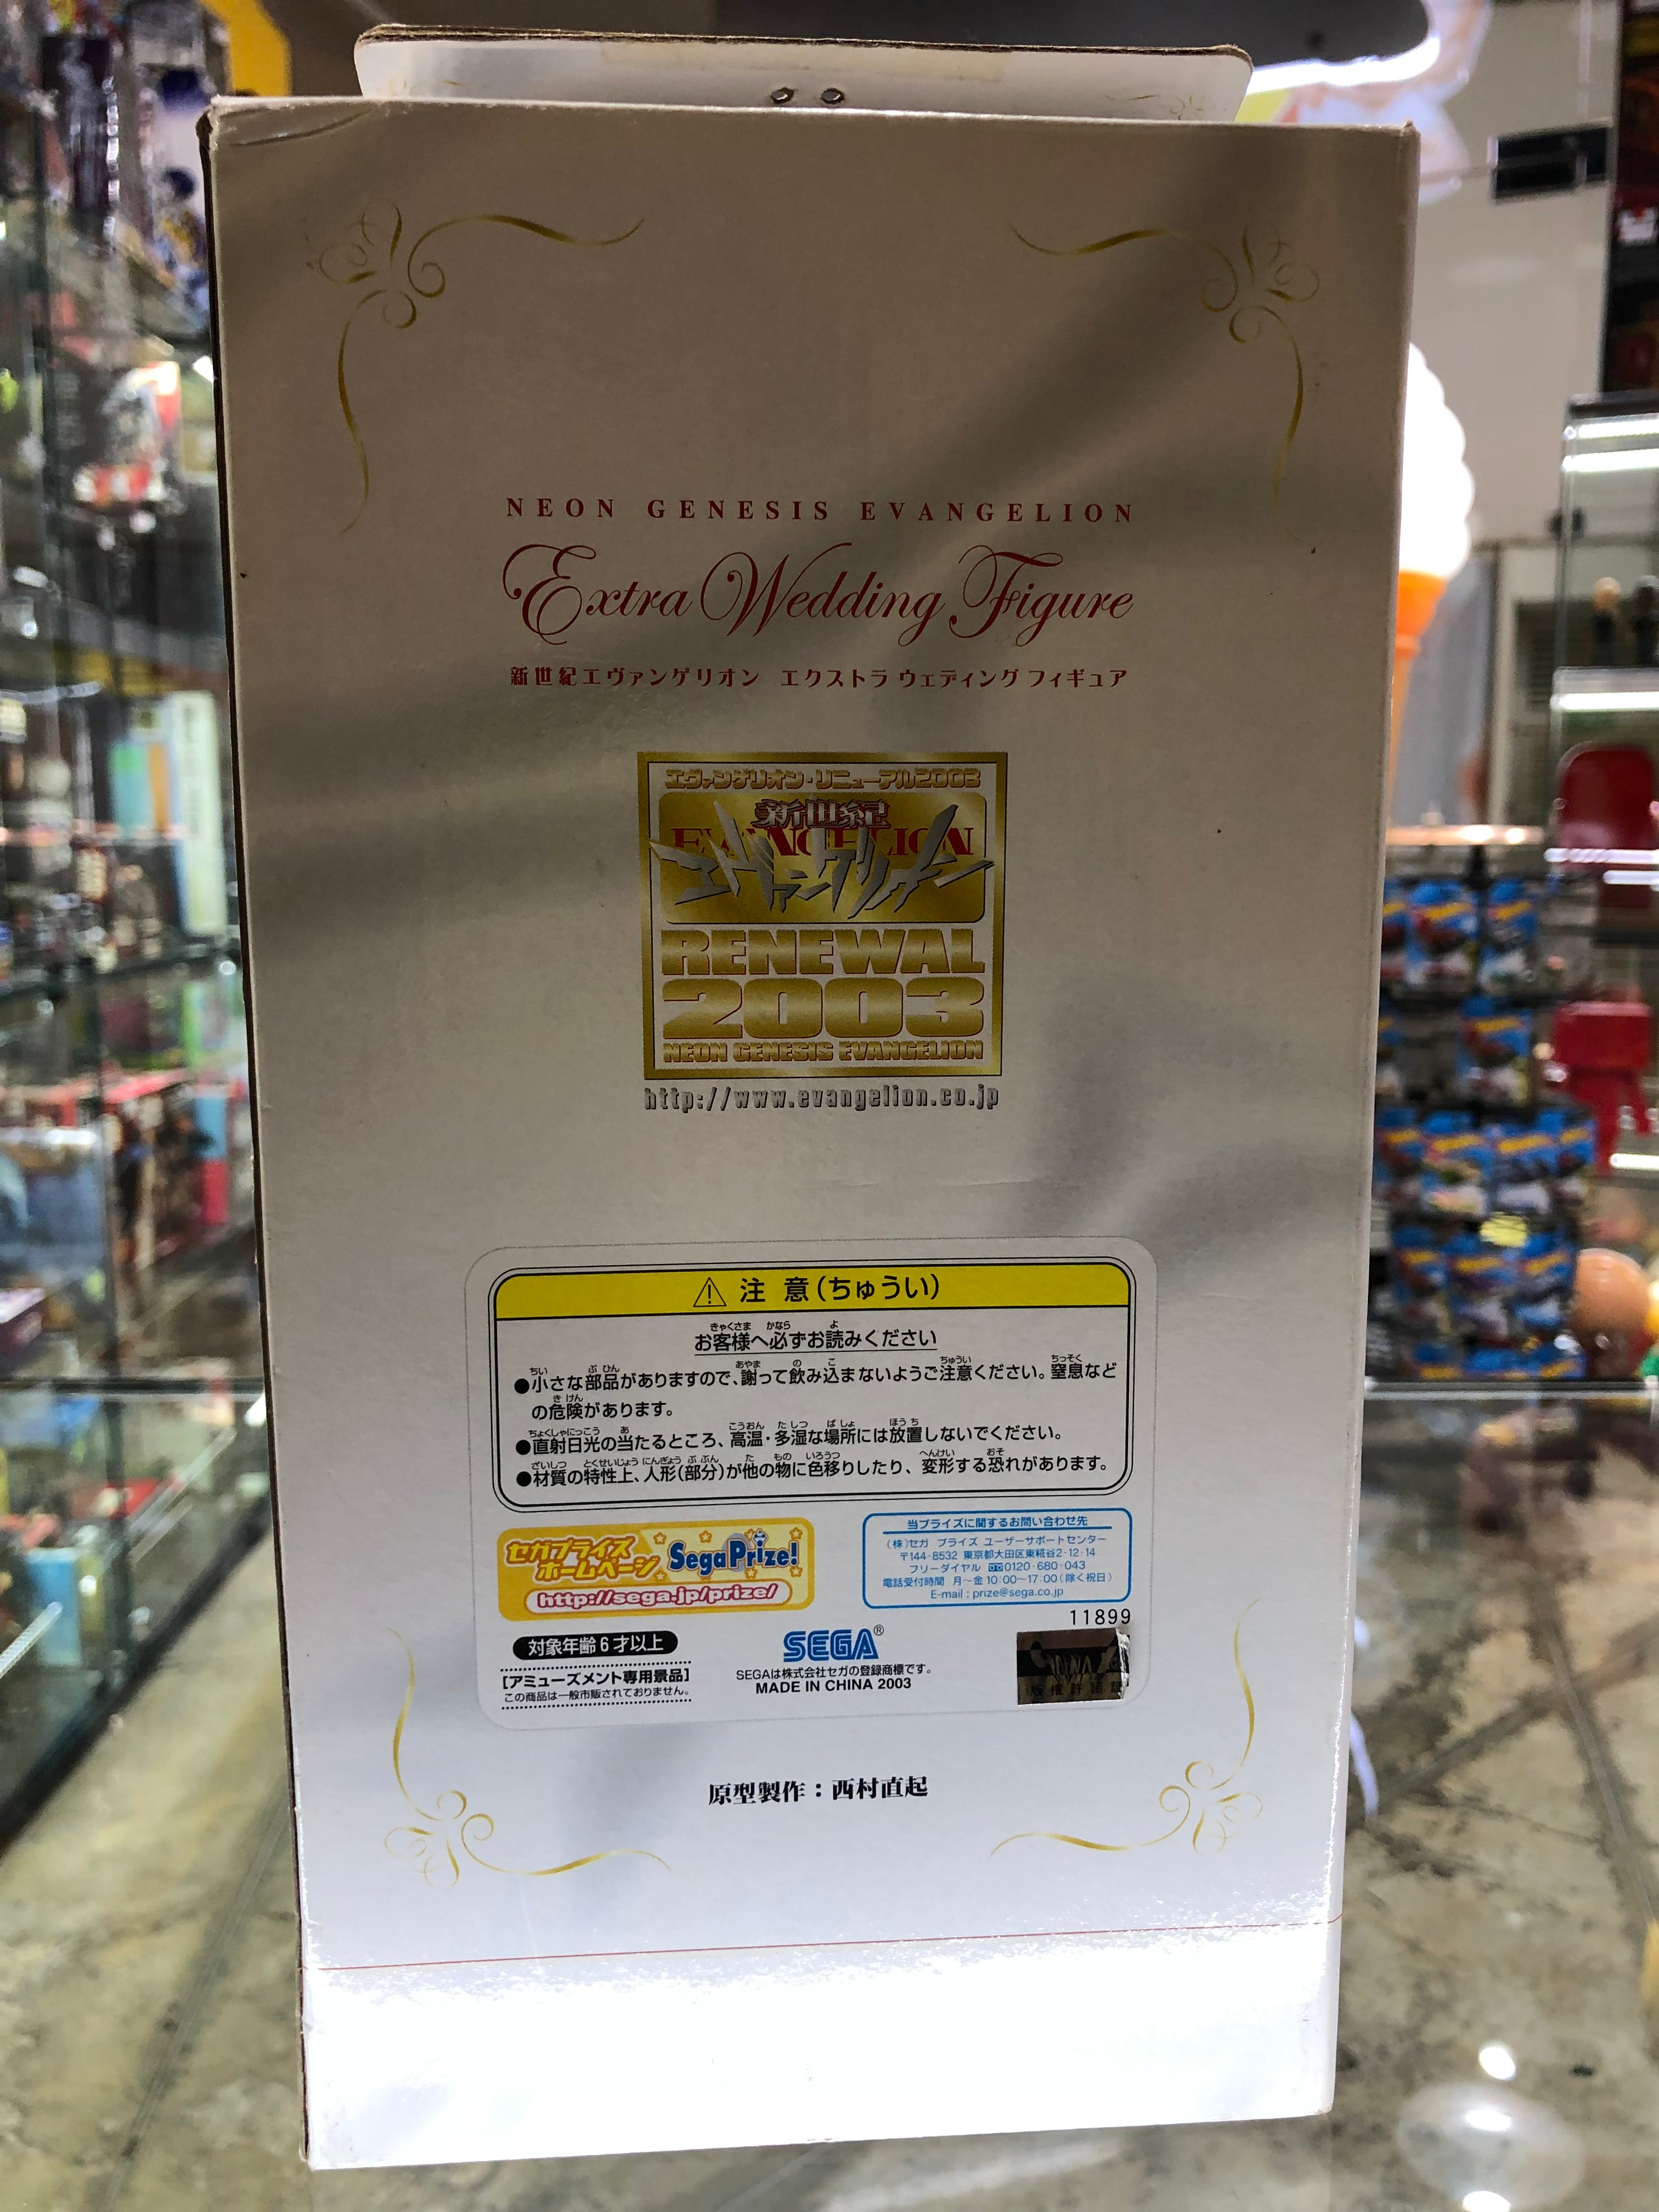 NEON GENESIS EVANGELION
Extra Wedding Figure
新世紀エヴァンゲリオン エクストラ ウェディング フィギュア
エヴァンゲリオン・リニューアル2003
新世紀
EVANGELION
エヴァンゲリオン
RENEWAL
2003
NEON GENESIS EVANGELION
http://www.evangelion.co.jp
⚠ 注意(ちゅうい)
お客様へ必ずお読みください
●小さな部品がありますので、謝って飲み込まないようご注意ください。窒息など
の危険があります。
●直射日光の当たるところ、高温・多湿な場所には放置しないでください。
●材質の特性上、人形(部分)が他の物に色移りしたり、変形する恐れがあります。
セガプライズ
ホームページ
SegaPrize!
http://sega.jp/prize/
当プライズに関するお問い合わせ先
(株)セガ プライズ ユーザーサポートセンター
〒144-8532 東京都大田区東糀谷2-12-14
フリーダイヤル 0120-680-043
電話受付時間 月〜金 10:00〜17:00(除く祝日)
E-mail : prize@sega.co.jp
11899
対象年齢6才以上
[アミューズメント専用景品]
この商品は一般市販されておりません。
SEGA®
SEGAは株式会社セガの登録商標です。
MADE IN CHINA 2003
版権許諾証
原型製作：西村直起